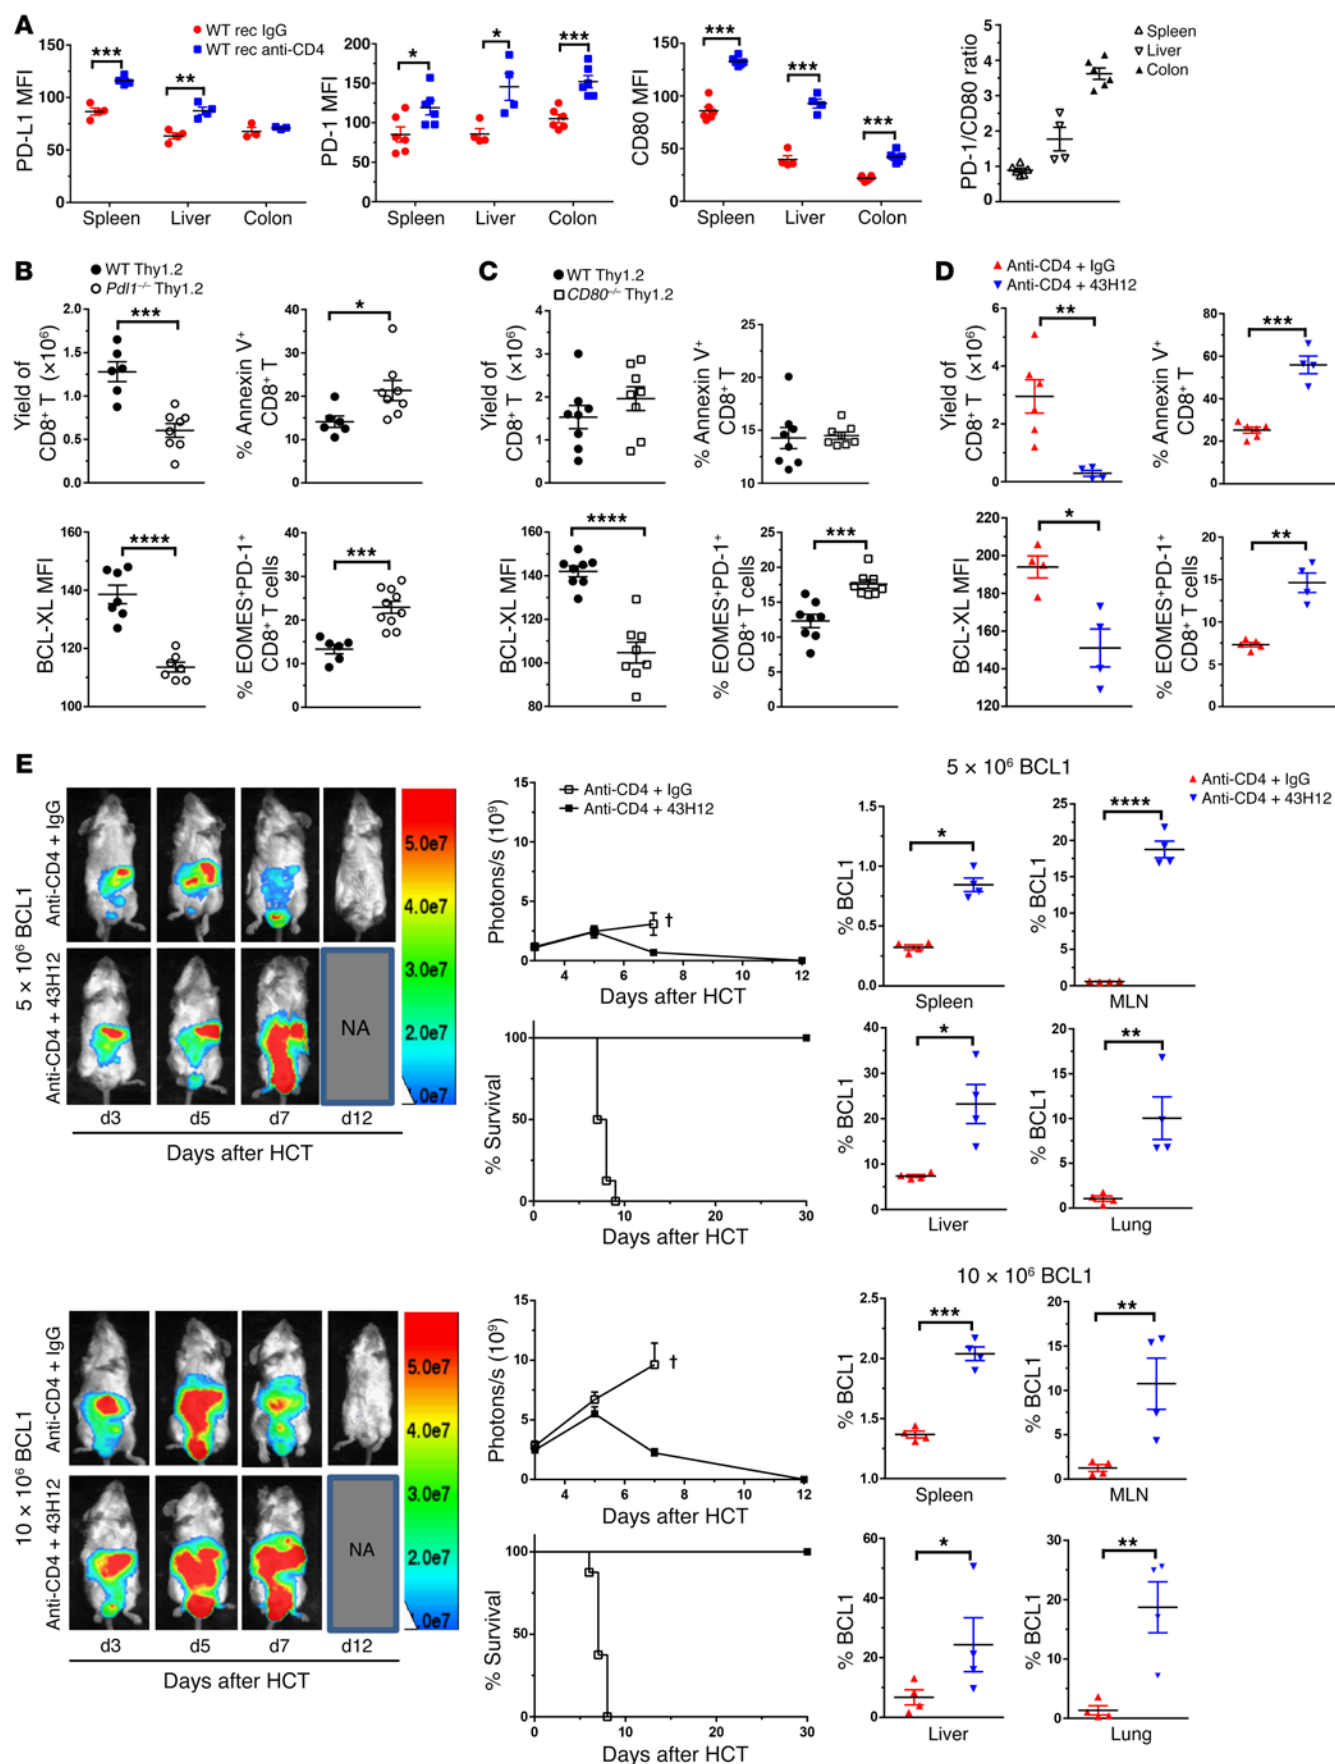 A
WT rec IgG
WT rec anti-CD4
PD-L1 MFI
150
100
50
0
***
**
Spleen Liver Colon
PD-1 MFI
200
150
100
50
0
*
*
***
Spleen Liver Colon
CD80 MFI
150
100
50
0
***
***
***
Spleen Liver Colon
PD-1/CD80 ratio
5
4
3
2
1
0
Spleen
Liver
Colon
B
WT Thy1.2
Pdl1–/– Thy1.2
Yield of
CD8+ T (×10⁶)
2.0
1.5
1.0
0.5
0.0
***
% Annexin V+
CD8+ T
40
30
20
10
0
*
BCL-XL MFI
160
140
120
100
****
% EOMES+PD-1+
CD8+ T cells
40
30
20
10
0
***
C
WT Thy1.2
CD80–/– Thy1.2
Yield of
CD8+ T (×10⁶)
4
3
2
1
0
% Annexin V+
CD8+ T
25
20
15
10
BCL-XL MFI
160
140
120
100
80
****
% EOMES+PD-1+
CD8+ T cells
25
20
15
10
5
0
***
D
Anti-CD4 + IgG
Anti-CD4 + 43H12
Yield of
CD8+ T (×10⁶)
6
4
2
0
**
% Annexin V+
CD8+ T
80
60
40
20
0
***
BCL-XL MFI
220
200
180
160
140
120
*
% EOMES+PD-1+
CD8+ T cells
20
15
10
5
0
**
E
5 × 10⁶ BCL1
Anti-CD4 + IgG
Anti-CD4 + 43H12
NA
5.0e7
4.0e7
3.0e7
2.0e7
d3 d5 d7 d12
Days after HCT
Photons/s (10⁹)
15
10
5
0
Anti-CD4 + IgG
Anti-CD4 + 43H12
†
4 6 8 10 12
Days after HCT
% Survival
100
50
0
0 10 20 30
Days after HCT
5 × 10⁶ BCL1
Anti-CD4 + IgG
Anti-CD4 + 43H12
% BCL1
1.5
1.0
0.5
0.0
*
Spleen
% BCL1
25
20
15
10
5
0
****
MLN
% BCL1
40
30
20
10
0
*
Liver
% BCL1
20
15
10
5
0
**
Lung
10 × 10⁶ BCL1
Anti-CD4 + IgG
Anti-CD4 + 43H12
NA
5.0e7
4.0e7
3.0e7
2.0e7
d3 d5 d7 d12
Days after HCT
Photons/s (10⁹)
15
10
5
0
†
4 6 8 10 12
Days after HCT
% Survival
100
50
0
0 10 20 30
Days after HCT
10 × 10⁶ BCL1
% BCL1
2.5
2.0
1.5
1.0
***
Spleen
% BCL1
20
15
10
5
0
**
MLN
% BCL1
60
40
20
0
*
Liver
% BCL1
30
20
10
0
**
Lung